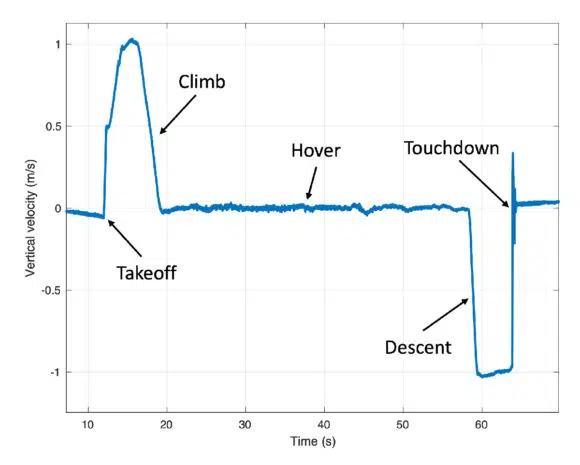 1
0.5
0
-0.5
-1
Vertical velocity (m/s)
Climb
Hover
Touchdown
Takeoff
Descent
10 20 30 40 50 60
Time (s)